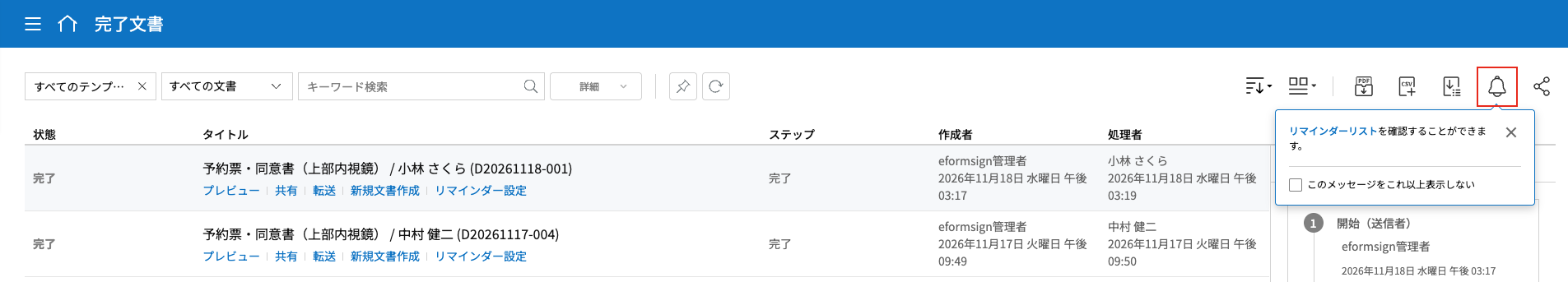 完了文書
すべてのテンプ… すべての文書 キーワード検索 詳細
PDF CSV
リマインダーリストを確認することができま
す。
このメッセージをこれ以上表示しない
状態 タイトル ステップ 作成者 処理者
完了 予約票・同意書（上部内視鏡） / 小林 さくら (D20261118-001) 完了
プレビュー 共有 転送 新規文書作成 リマインダー設定
eformsign管理者
2026年11月18日 水曜日 午後
03:17
小林 さくら
2026年11月18日 水曜日 午後
03:19
完了 予約票・同意書（上部内視鏡） / 中村 健二 (D20261117-004) 完了
プレビュー 共有 転送 新規文書作成 リマインダー設定
eformsign管理者
2026年11月17日 火曜日 午後
09:49
中村 健二
2026年11月17日 火曜日 午後
09:50
1 開始（送信者）
eformsign管理者
2026年11月18日 水曜日 午後 03:17